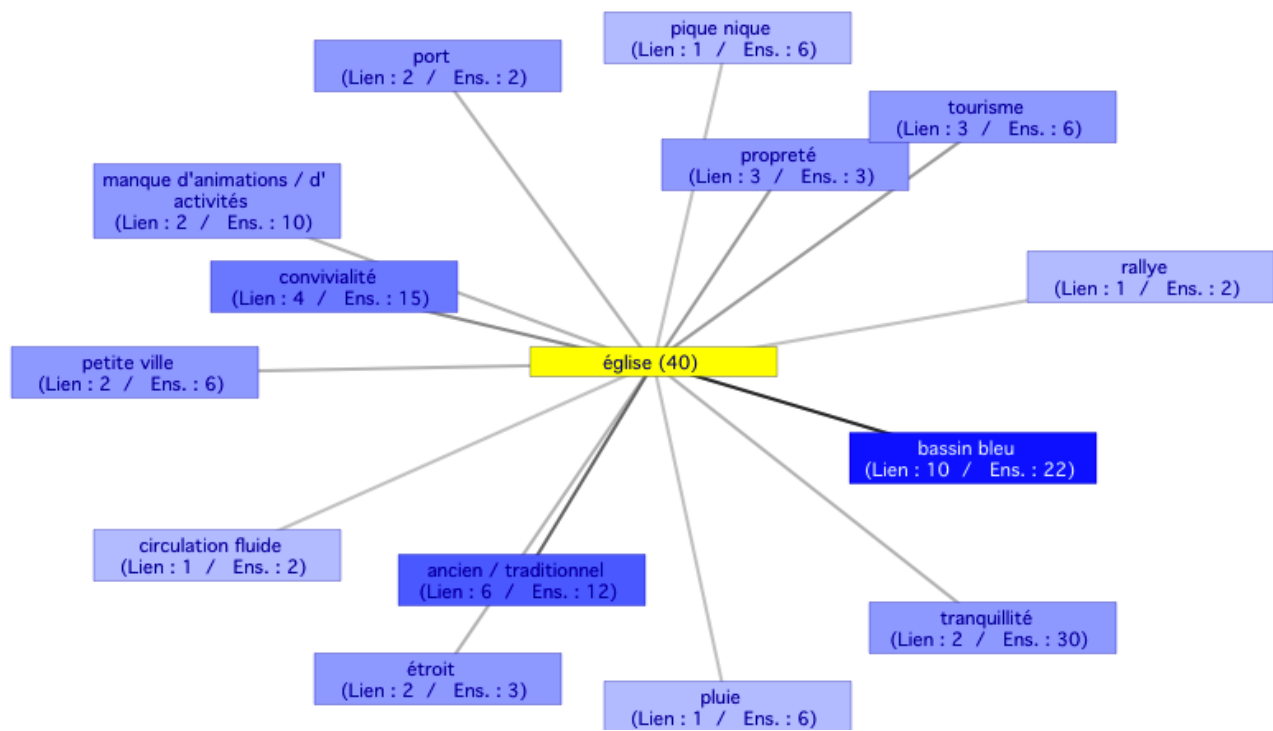 pique nique
(Lien : 1 / Ens. : 6)
port
(Lien : 2 / Ens. : 2)
tourisme
(Lien : 3 / Ens. : 6)
propreté
(Lien : 3 / Ens. : 3)
manque d'animations / d'
activités
(Lien : 2 / Ens. : 10)
convivialité
(Lien : 4 / Ens. : 15)
rallye
(Lien : 1 / Ens. : 2)
petite ville
(Lien : 2 / Ens. : 6)
église (40)
bassin bleu
(Lien : 10 / Ens. : 22)
circulation fluide
(Lien : 1 / Ens. : 2)
ancien / traditionnel
(Lien : 6 / Ens. : 12)
tranquillité
(Lien : 2 / Ens. : 30)
étroit
(Lien : 2 / Ens. : 3)
pluie
(Lien : 1 / Ens. : 6)